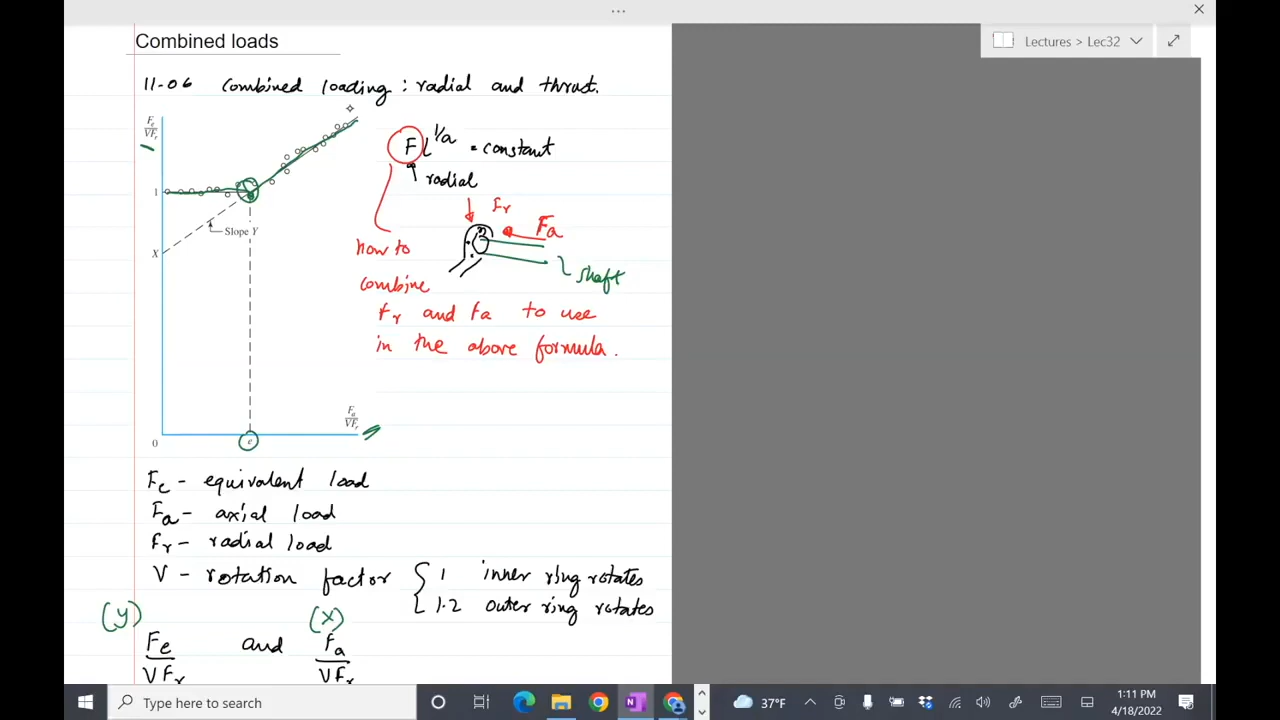 Lectures > Lec32
Combined loads
11-06 Combined loading : radial and thrust.
Fe
VFr
1
X
Slope Y
0
e
Fa
VFr
F L^1/a = constant
radial
Fr
Fa
shaft
how to
combine
Fr and Fa to use
in the above formula.
Fe - equivalent load
Fa - axial load
Fr - radial load
V - rotation factor { 1 inner ring rotates
1.2 outer ring rotates
(y) (x)
Fe and Fa
VFr VFr
Type here to search
37°F
1:11 PM
4/18/2022